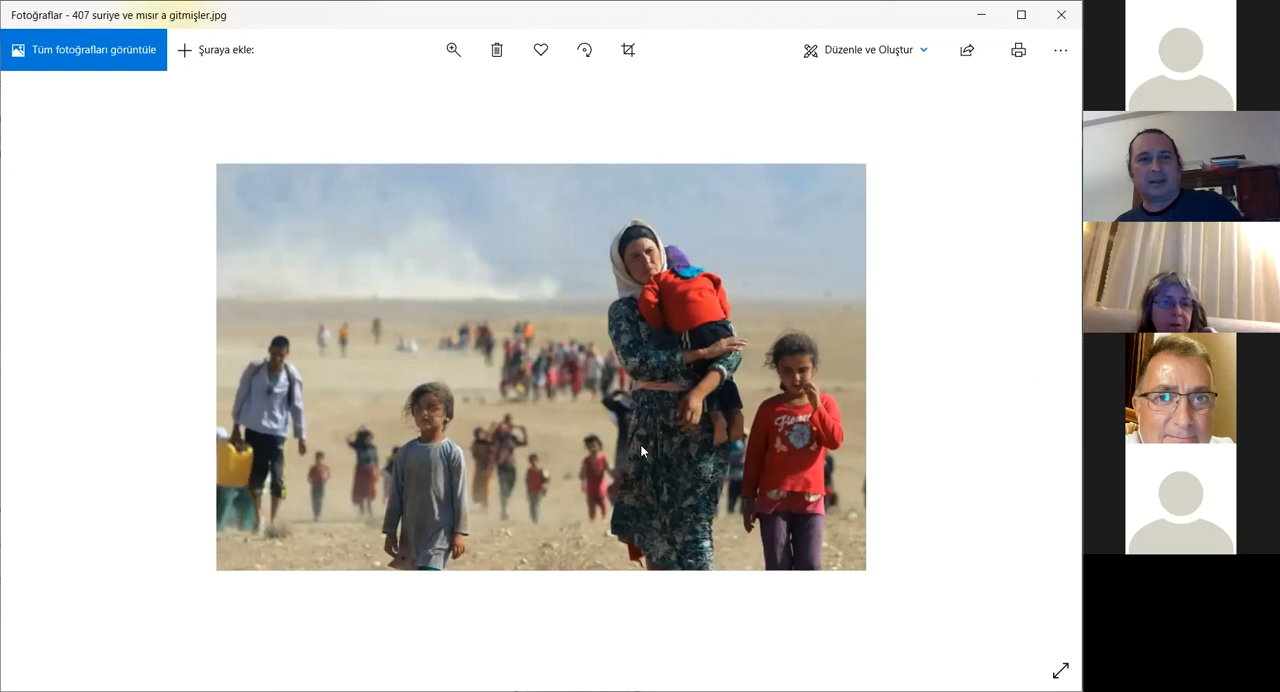 Fotoğraflar - 407 suriye ve mısır a gitmişler.jpg
Tüm fotoğrafları görüntüle
Şuraya ekle:
Düzenle ve Oluştur